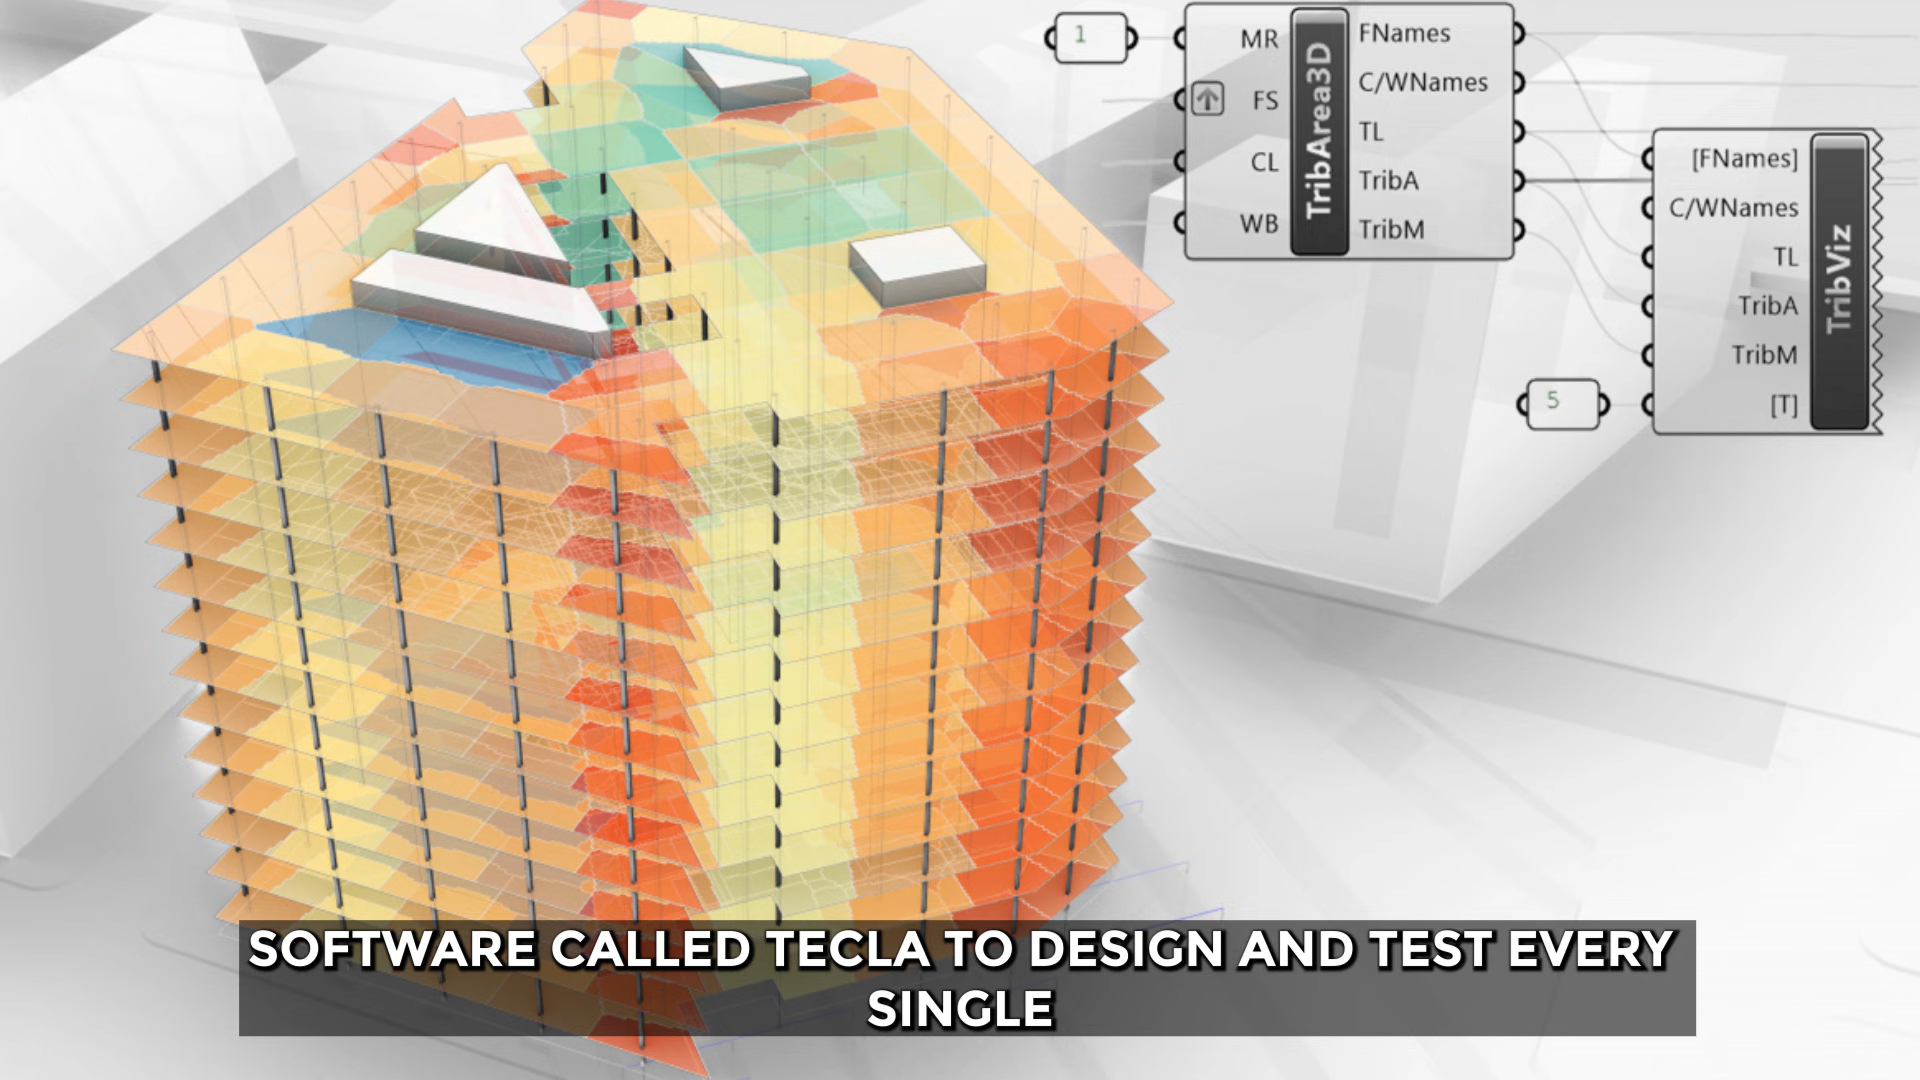 1
MR
FS
CL
WB
TribArea3D
FNames
C/WNames
TL
TribA
TribM
[FNames]
C/WNames
TL
TribA
TribM
[T]
TribViz
5
SOFTWARE CALLED TECLA TO DESIGN AND TEST EVERY
SINGLE